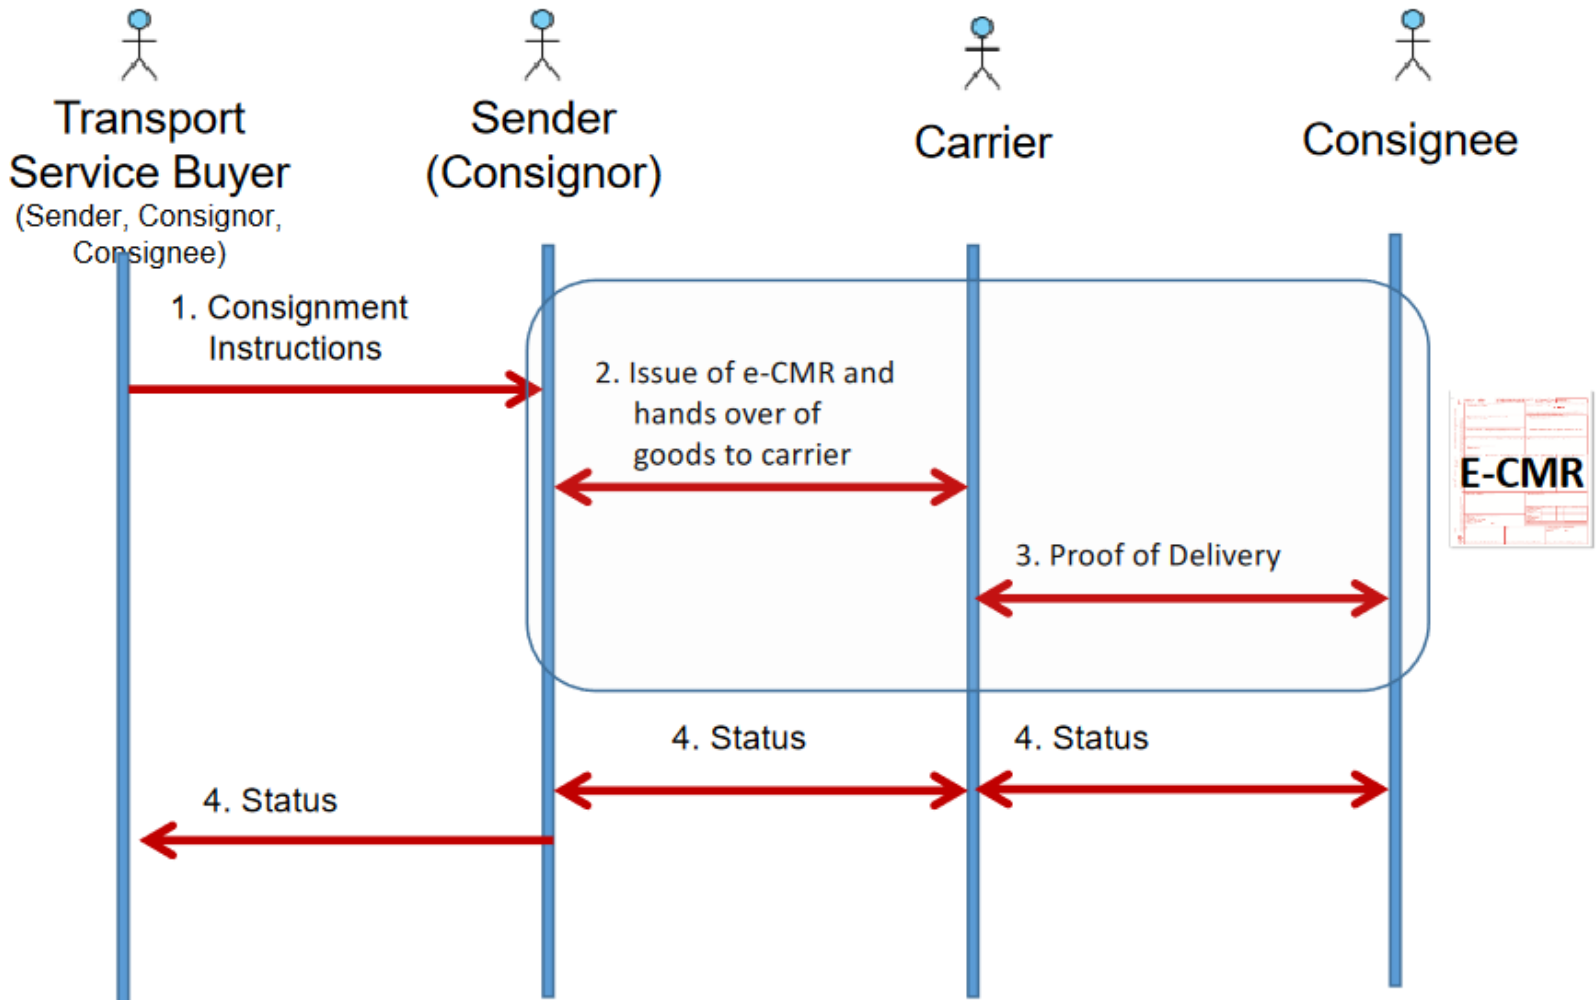 Transport
Service Buyer
(Sender, Consignor,
Consignee)
Sender
(Consignor)
Carrier
Consignee
1. Consignment
Instructions
2. Issue of e-CMR and
hands over of
goods to carrier
E-CMR
3. Proof of Delivery
4. Status
4. Status
4. Status